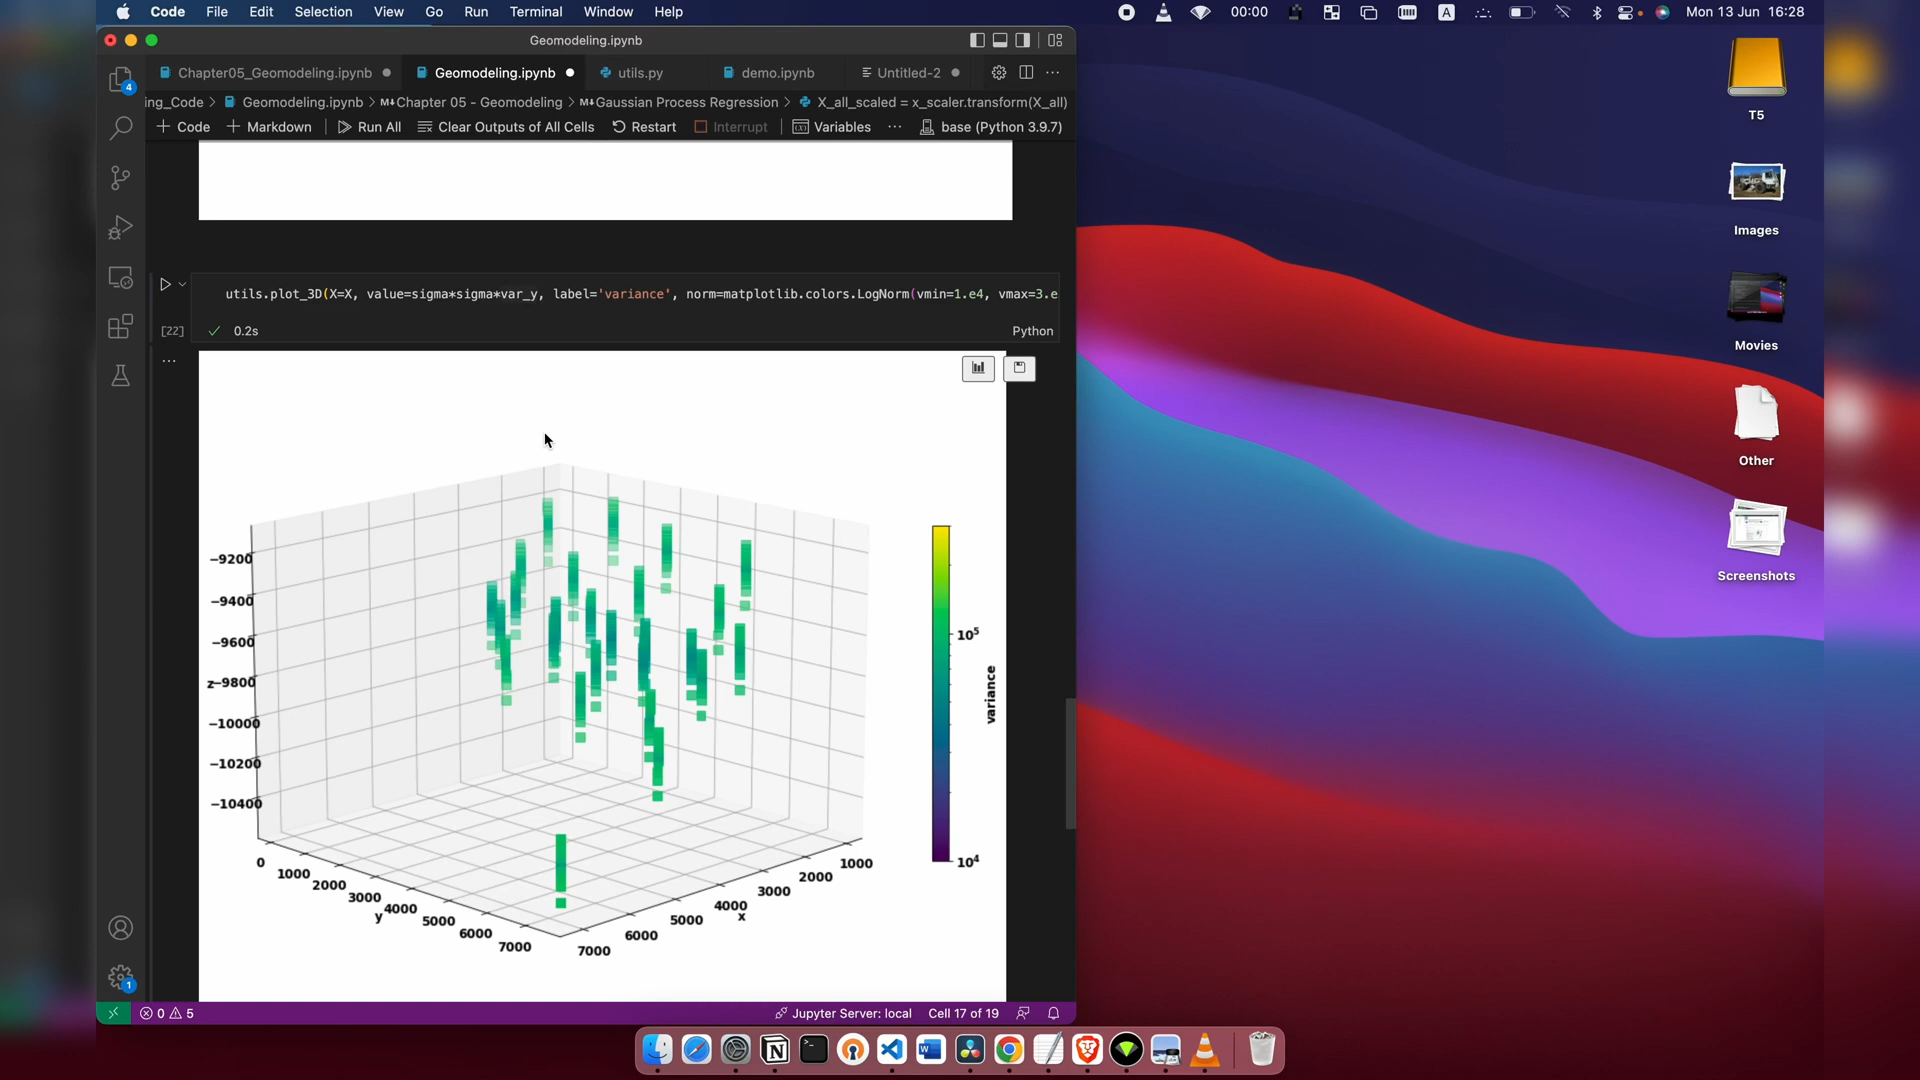 Code File Edit Selection View Go Run Terminal Window Help
00:00 A Mon 13 Jun 16:28
Geomodeling.ipynb
Chapter05_Geomodeling.ipynb Geomodeling.ipynb utils.py demo.ipynb Untitled-2
ing_Code > Geomodeling.ipynb > M↓Chapter 05 - Geomodeling > M↓Gaussian Process Regression > X_all_scaled = x_scaler.transform(X_all)
+ Code + Markdown Run All Clear Outputs of All Cells Restart Interrupt Variables ... base (Python 3.9.7)
utils.plot_3D(X=X, value=sigma*sigma*var_y, label='variance', norm=matplotlib.colors.LogNorm(vmin=1.e4, vmax=3.e
[22] 0.2s Python
−9200
−9400
−9600
z
−9800
−10000
−10200
−10400
0
1000
2000
3000
4000
5000
6000
7000
y
7000
6000
5000
4000
3000
2000
1000
x
10⁵
10⁴
variance
4
1
0 5 Jupyter Server: local Cell 17 of 19
T5
Images
Movies
Other
Screenshots
N
W